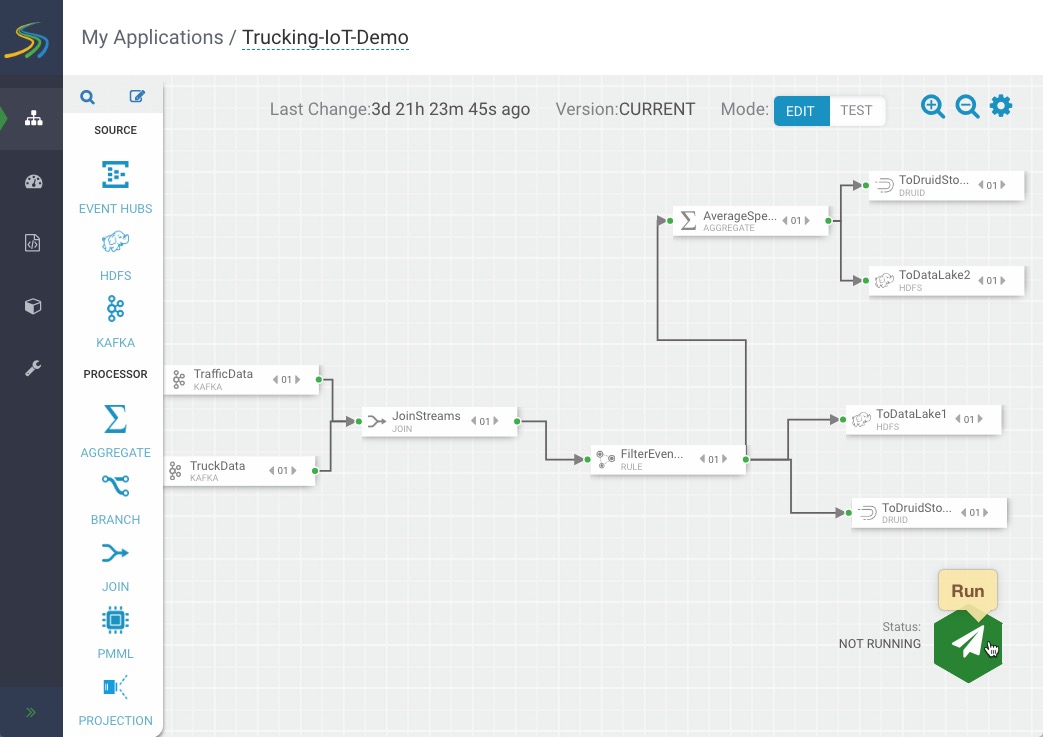 My Applications / Trucking-IoT-Demo
Last Change:3d 21h 23m 45s ago Version:CURRENT Mode: EDIT TEST
SOURCE
EVENT HUBS
HDFS
KAFKA
PROCESSOR
AGGREGATE
BRANCH
JOIN
PMML
PROJECTION
TrafficData 01
KAFKA
TruckData 01
KAFKA
JoinStreams 01
JOIN
FilterEven... 01
RULE
AverageSpe... 01
AGGREGATE
ToDruidSto... 01
DRUID
ToDataLake2 01
HDFS
ToDataLake1 01
HDFS
ToDruidSto... 01
DRUID
Run
Status:
NOT RUNNING